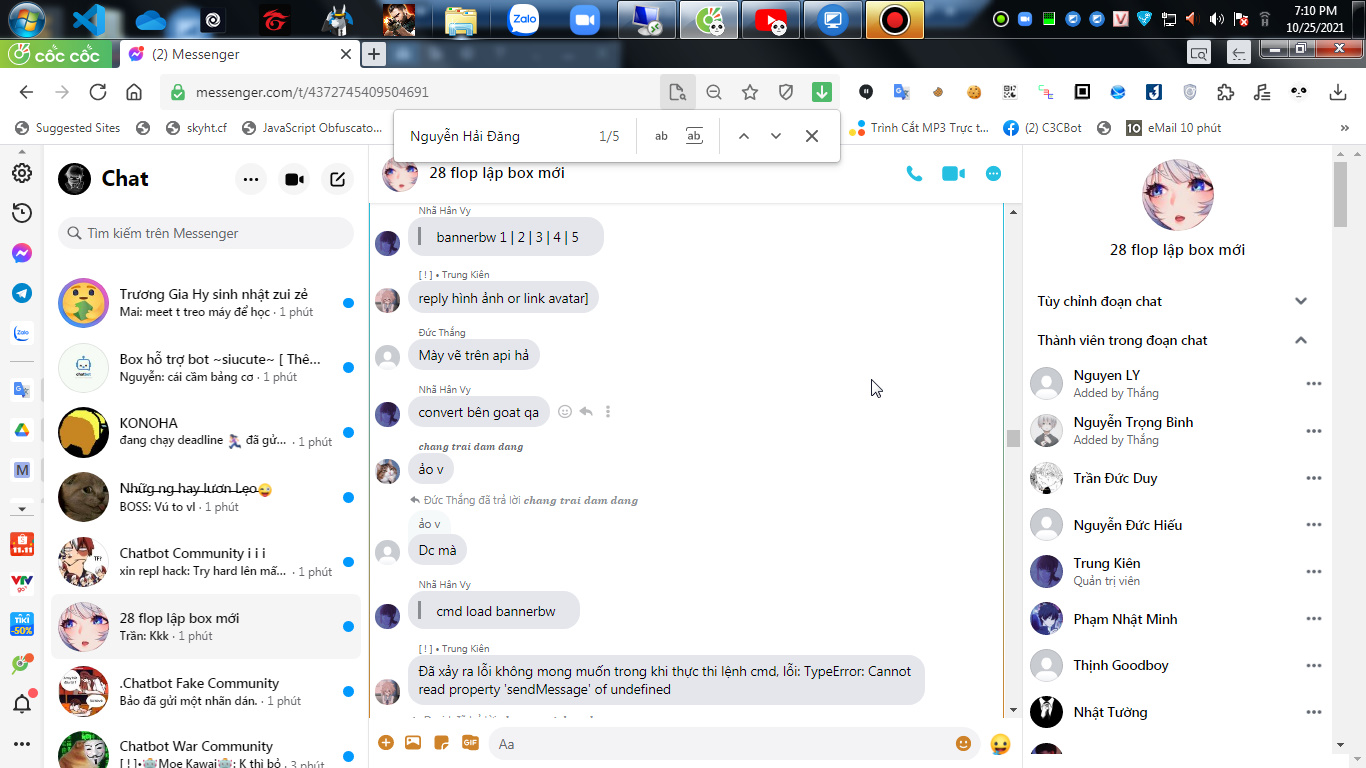 7:10 PM
10/25/2021
Zalo
CỐC CỐC
(2) Messenger
messenger.com/t/4372745409504691
Nguyễn Hải Đăng 1/5
ab
ab
Suggested Sites
skyht.cf
JavaScript Obfuscato...
Trình Cắt MP3 Trực t...
(2) C3CBot
10 eMail 10 phút
»
Chat
Tìm kiếm trên Messenger
Trương Gia Hy sinh nhật zui zẻ
Mai: meet t treo máy để học · 1 phút
Box hỗ trợ bot ~siucute~ [ Thê...
Nguyễn: cái cằm bảng cơ · 1 phút
KONOHA
đang chạy deadline 🏃🏻‍♀️ đã gử... · 1 phút
Những ng hay lươn Lẹo😜
BOSS: Vú to vl · 1 phút
Chatbot Community i i i
xin repl hack: Try hard lên mấ... · 1 phút
28 flop lập box mới
Trần: Kkk · 1 phút
.Chatbot Fake Community
Bảo đã gửi một nhãn dán. · 1 phút
Chatbot War Community
[ ! ]•🐼Moe Kawai🐼: K thì bỏ · 3 phút
Zalo
M
11.11
VTV
go
TIKI
-50%
28 flop lập box mới
Nhã Hân Vy
bannerbw 1 | 2 | 3 | 4 | 5
[ ! ] • Trung Kiên
reply hình ảnh or link avatar]
Đức Thắng
Mày vẽ trên api hả
Nhã Hân Vy
convert bên goat qa
chang trai dam dang
ảo v
Đức Thắng đã trả lời chang trai dam dang
ảo v
Dc mà
Nhã Hân Vy
cmd load bannerbw
[ ! ] • Trung Kiên
Đã xảy ra lỗi không mong muốn trong khi thực thi lệnh cmd, lỗi: TypeError: Cannot
read property 'sendMessage' of undefined
GIF
Aa
28 flop lập box mới
Tùy chỉnh đoạn chat
Thành viên trong đoạn chat
Nguyen LY
Added by Thắng
Nguyễn Trọng Bình
Added by Thắng
Trần Đức Duy
Nguyễn Đức Hiếu
Trung Kiên
Quản trị viên
Phạm Nhật Minh
Thịnh Goodboy
Nhật Tường